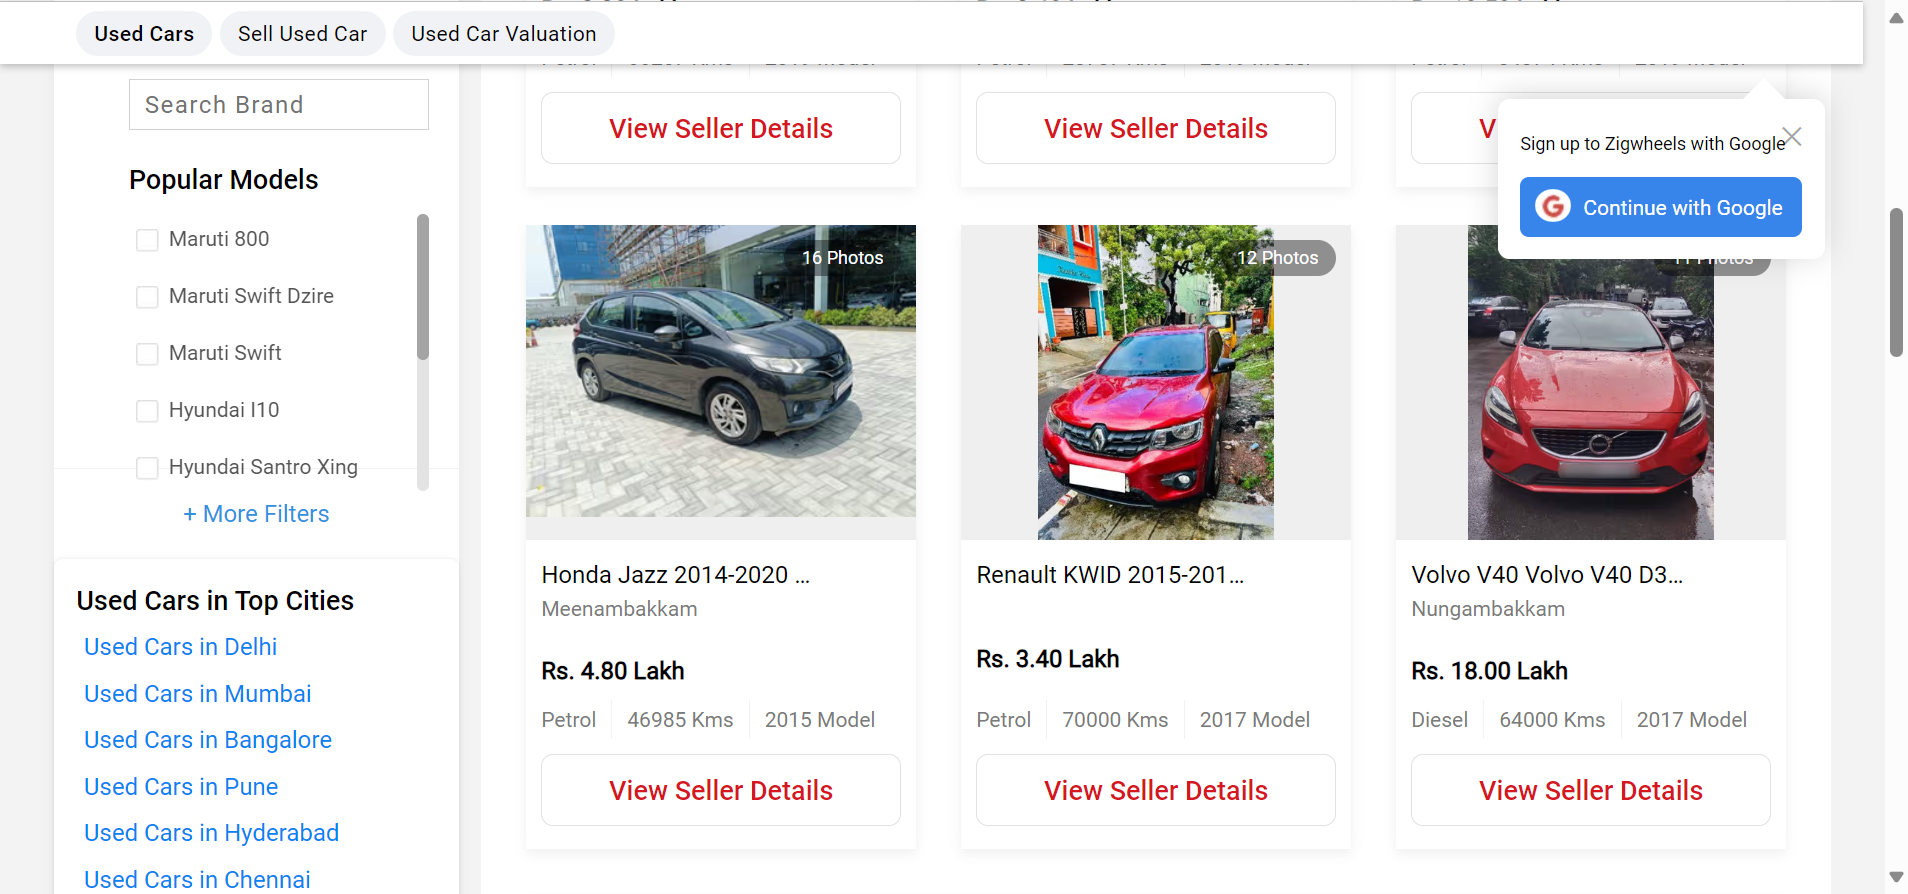 Used Cars
Sell Used Car
Used Car Valuation
Search Brand
Popular Models
Maruti 800
Maruti Swift Dzire
Maruti Swift
Hyundai I10
Hyundai Santro Xing
+ More Filters
Used Cars in Top Cities
Used Cars in Delhi
Used Cars in Mumbai
Used Cars in Bangalore
Used Cars in Pune
Used Cars in Hyderabad
Used Cars in Chennai
View Seller Details
View Seller Details
Sign up to Zigwheels with Google
Continue with Google
16 Photos
Honda Jazz 2014-2020 ...
Meenambakkam
Rs. 4.80 Lakh
Petrol
46985 Kms
2015 Model
View Seller Details
12 Photos
Renault KWID 2015-201...
Rs. 3.40 Lakh
Petrol
70000 Kms
2017 Model
View Seller Details
11 Photos
Volvo V40 Volvo V40 D3...
Nungambakkam
Rs. 18.00 Lakh
Diesel
64000 Kms
2017 Model
View Seller Details